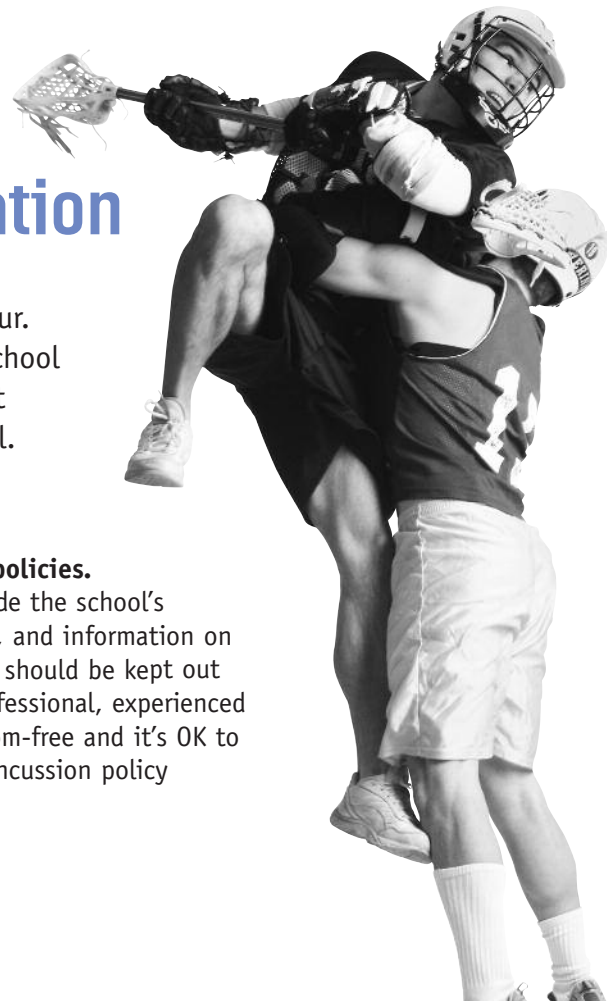 ation
ur.
chool
t
l.
policies.
de the school's
, and information on
should be kept out
fessional, experienced
om-free and it's OK to
ncussion policy